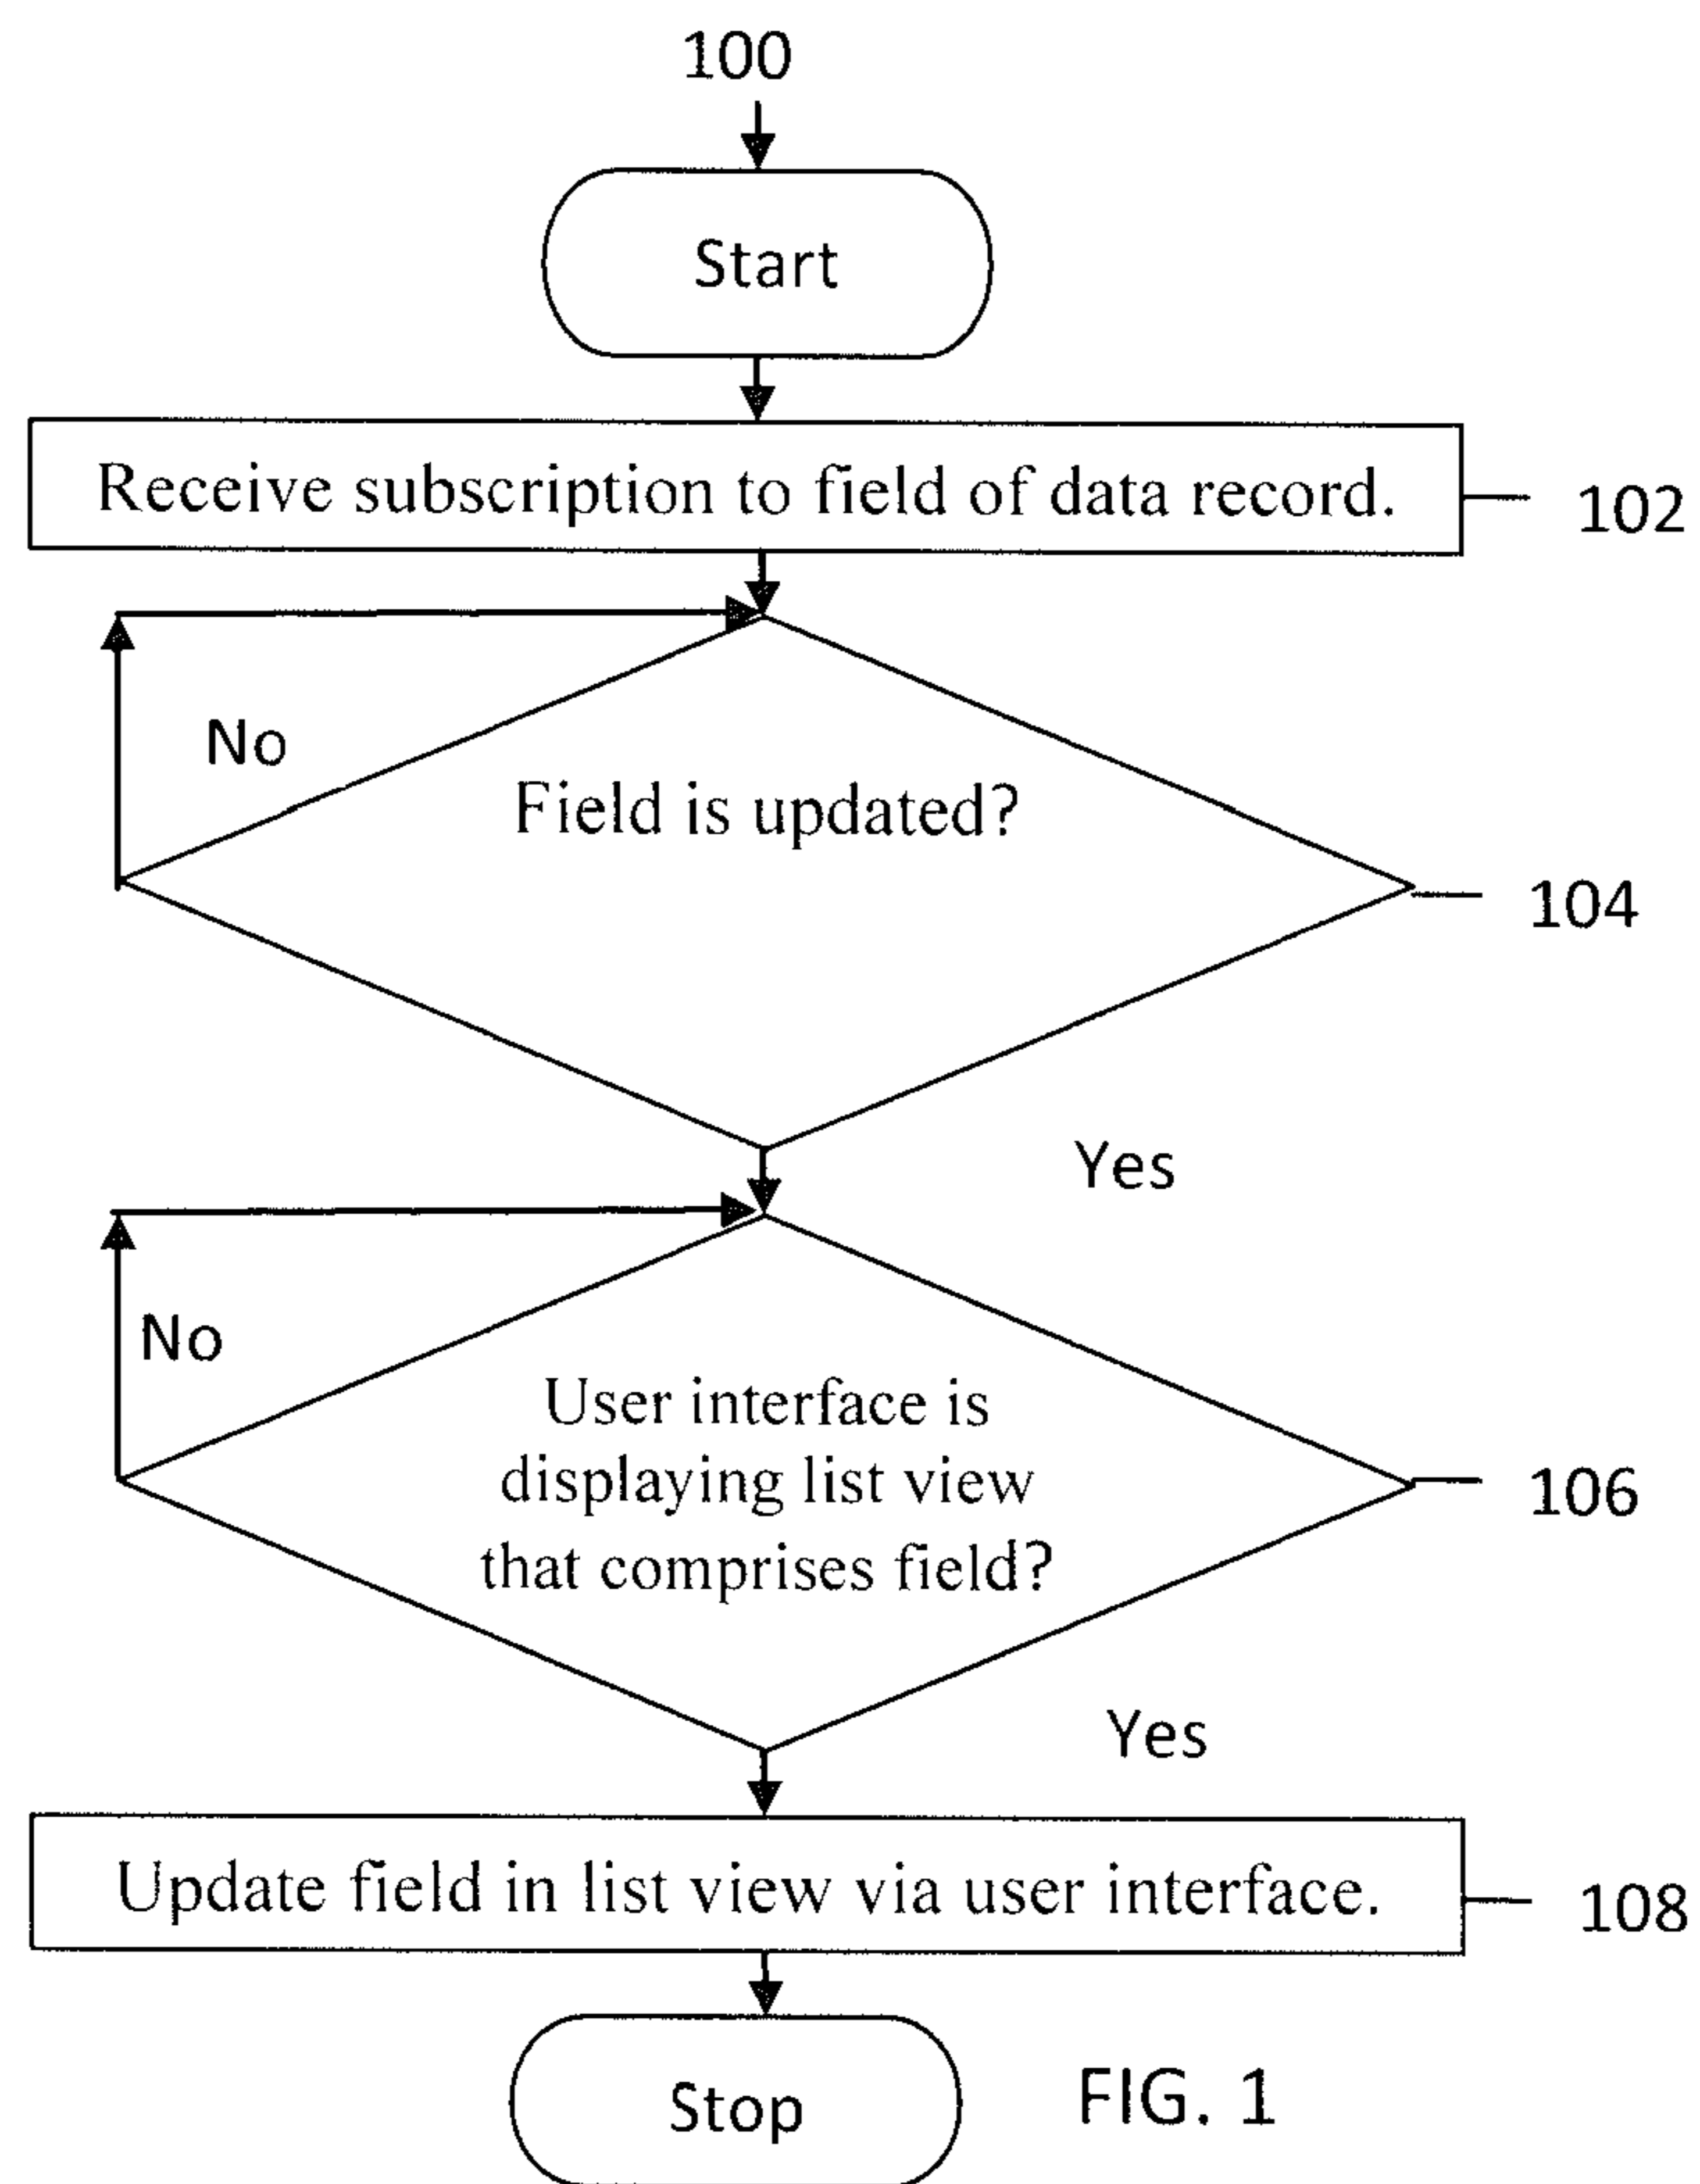 100
Start
Receive subscription to field of data record.
102
No
Field is updated?
104
Yes
No
User interface is
displaying list view
that comprises field?
106
Yes
Update field in list view via user interface.
108
Stop
FIG. 1